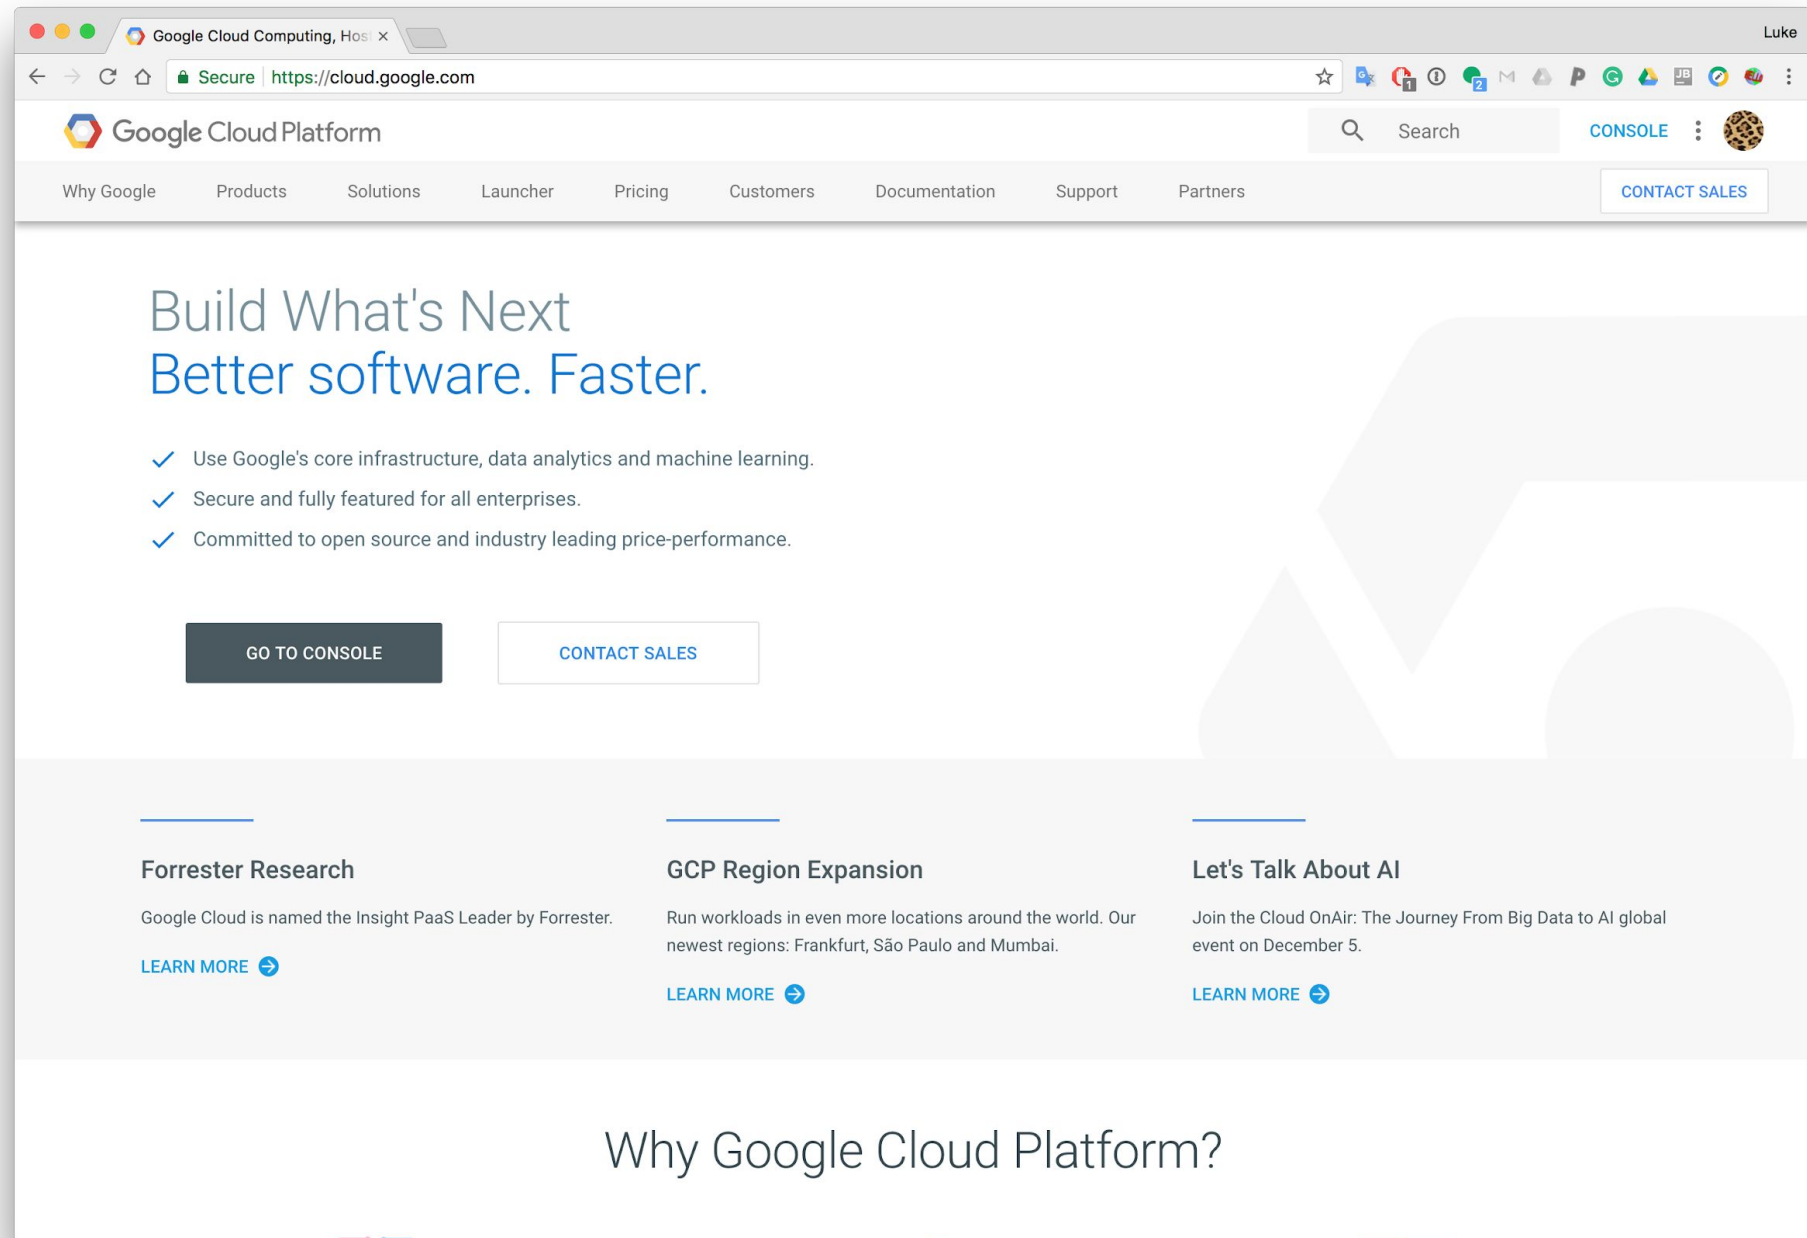 Google Cloud Computing, Hos
Luke
Secure https://cloud.google.com
1
2
JB
Google Cloud Platform
Search
CONSOLE
Why Google
Products
Solutions
Launcher
Pricing
Customers
Documentation
Support
Partners
CONTACT SALES
Build What's Next
Better software. Faster.
Use Google's core infrastructure, data analytics and machine learning.
Secure and fully featured for all enterprises.
Committed to open source and industry leading price-performance.
GO TO CONSOLE
CONTACT SALES
Forrester Research
Google Cloud is named the Insight PaaS Leader by Forrester.
LEARN MORE
GCP Region Expansion
Run workloads in even more locations around the world. Our
newest regions: Frankfurt, São Paulo and Mumbai.
LEARN MORE
Let's Talk About AI
Join the Cloud OnAir: The Journey From Big Data to AI global
event on December 5.
LEARN MORE
Why Google Cloud Platform?